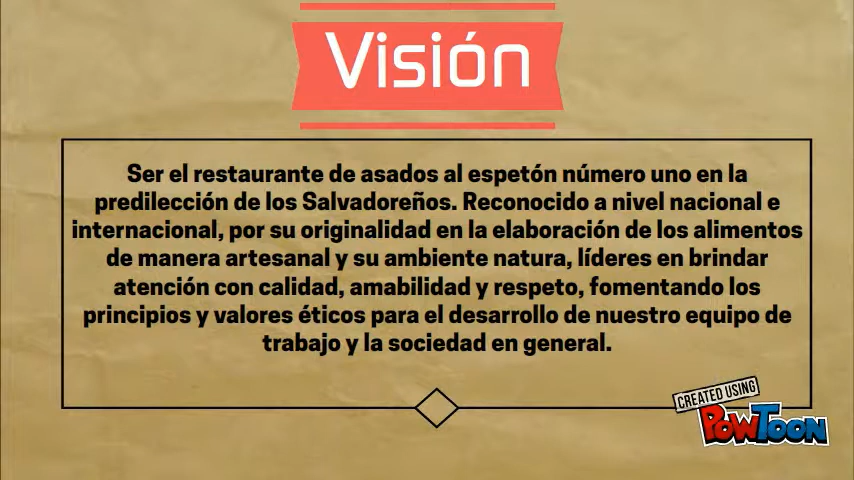 Visión
Ser el restaurante de asados al espetón número uno en la
predilección de los Salvadoreños. Reconocido a nivel nacional e
internacional, por su originalidad en la elaboración de los alimentos
de manera artesanal y su ambiente natura, líderes en brindar
atención con calidad, amabilidad y respeto, fomentando los
principios y valores éticos para el desarrollo de nuestro equipo de
trabajo y la sociedad en general.
CREATED USING
POWTOON